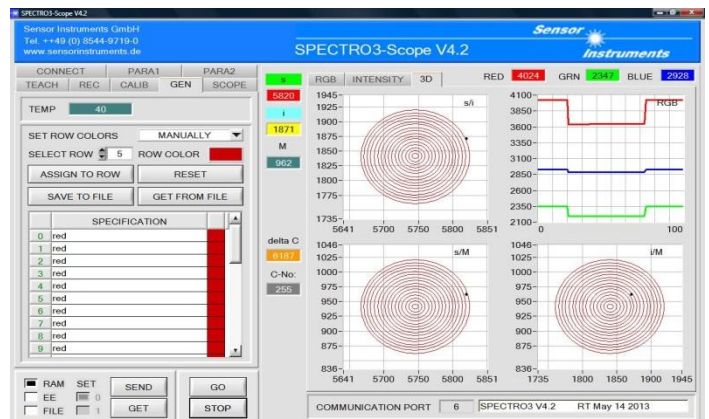 SPECTRO3-Scope V4.2
Sensor Instruments GmbH
Tel. ++49 (0) 8544-9719-0
www.sensorinstruments.de
SPECTRO3-Scope V4.2
Sensor
Instruments
CONNECT PARA1 PARA2
TEACH REC CALIB GEN SCOPE
TEMP 40
SET ROW COLORS MANUALLY
SELECT ROW 5 ROW COLOR
ASSIGN TO ROW RESET
SAVE TO FILE GET FROM FILE
SPECIFICATION
0 red
1 red
2 red
3 red
4 red
5 red
6 red
7 red
8 red
9 red
RAM SET
EE 0
FILE 1
SEND GO
GET STOP
s
5820
i
1871
M
962
delta C
6187
C-No:
255
RGB INTENSITY 3D RED 4024 GRN 2347 BLUE 2928
s/i
1945
1925
1900
1875
1850
1825
1800
1775
1735
5641 5700 5750 5800 5851
RGB
4100
3850
3600
3350
3100
2850
2600
2350
2100
0 100
s/M
1046
1025
1000
975
950
925
900
875
836
5641 5700 5750 5800 5851
i/M
1046
1025
1000
975
950
925
900
875
836
1735 1800 1850 1900 1945
COMMUNICATION PORT 6 SPECTRO3 V4.2 RT May 14 2013